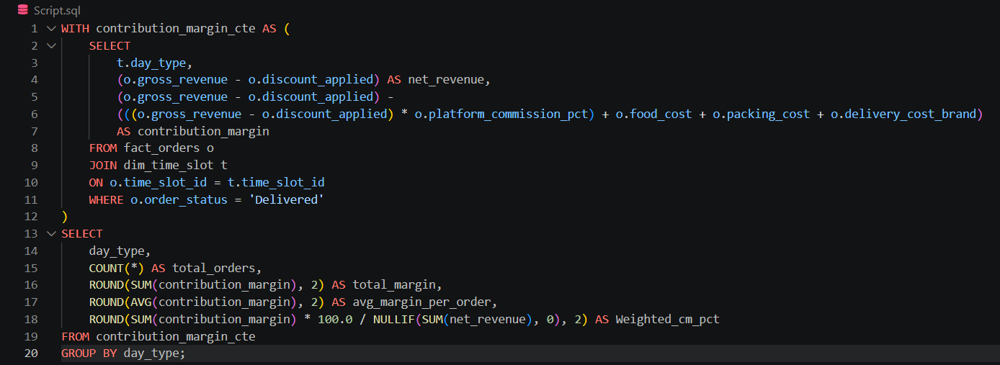 Script.sql
1 WITH contribution_margin_cte AS (
2 SELECT
3 t.day_type,
4 (o.gross_revenue - o.discount_applied) AS net_revenue,
5 (o.gross_revenue - o.discount_applied) -
6 (((o.gross_revenue - o.discount_applied) * o.platform_commission_pct) + o.food_cost + o.packing_cost + o.delivery_cost_brand)
7 AS contribution_margin
8 FROM fact_orders o
9 JOIN dim_time_slot t
10 ON o.time_slot_id = t.time_slot_id
11 WHERE o.order_status = 'Delivered'
12 )
13 SELECT
14 day_type,
15 COUNT(*) AS total_orders,
16 ROUND(SUM(contribution_margin), 2) AS total_margin,
17 ROUND(AVG(contribution_margin), 2) AS avg_margin_per_order,
18 ROUND(SUM(contribution_margin) * 100.0 / NULLIF(SUM(net_revenue), 0), 2) AS Weighted_cm_pct
19 FROM contribution_margin_cte
20 GROUP BY day_type;